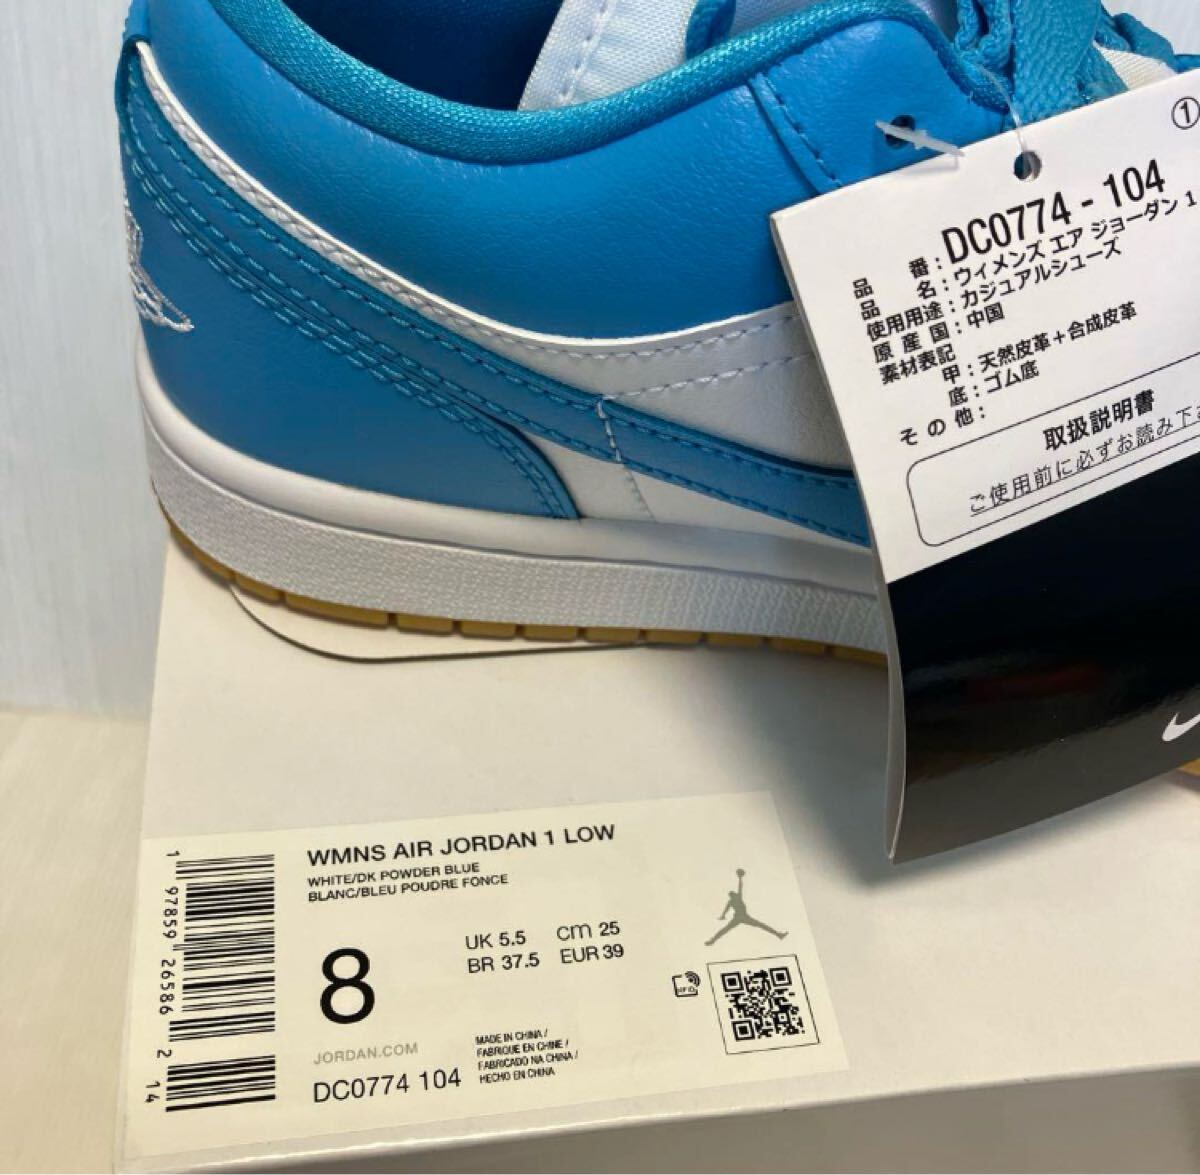 ①
品番:DC0774 - 104
品名:ウィメンズ エア ジョーダン 1
使用用途:カジュアルシューズ
原産国:中国
素材表記
甲:天然皮革+合成皮革
底:ゴム底
その他:
取扱説明書
ご使用前に必ずお読み下さ
WMNS AIR JORDAN 1 LOW
WHITE/DK POWDER BLUE
BLANC/BLEU POUDRE FONCE
8
UK 5.5 cm 25
BR 37.5 EUR 39
JORDAN.COM
DC0774 104
MADE IN CHINA /
FABRIQUE EN CHINE /
FABRICADO NA CHINA /
HECHO EN CHINA
1 97859 26586 2 14